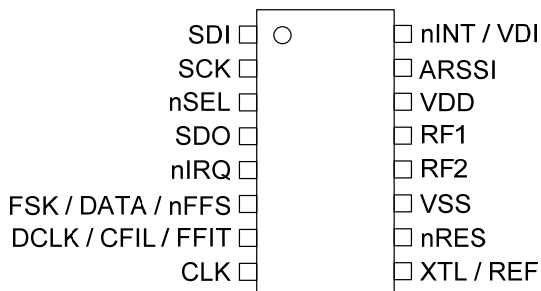 SDI
SCK
nSEL
SDO
nIRQ
FSK / DATA / nFFS
DCLK / CFIL / FFIT
CLK
nINT / VDI
ARSSI
VDD
RF1
RF2
VSS
nRES
XTL / REF